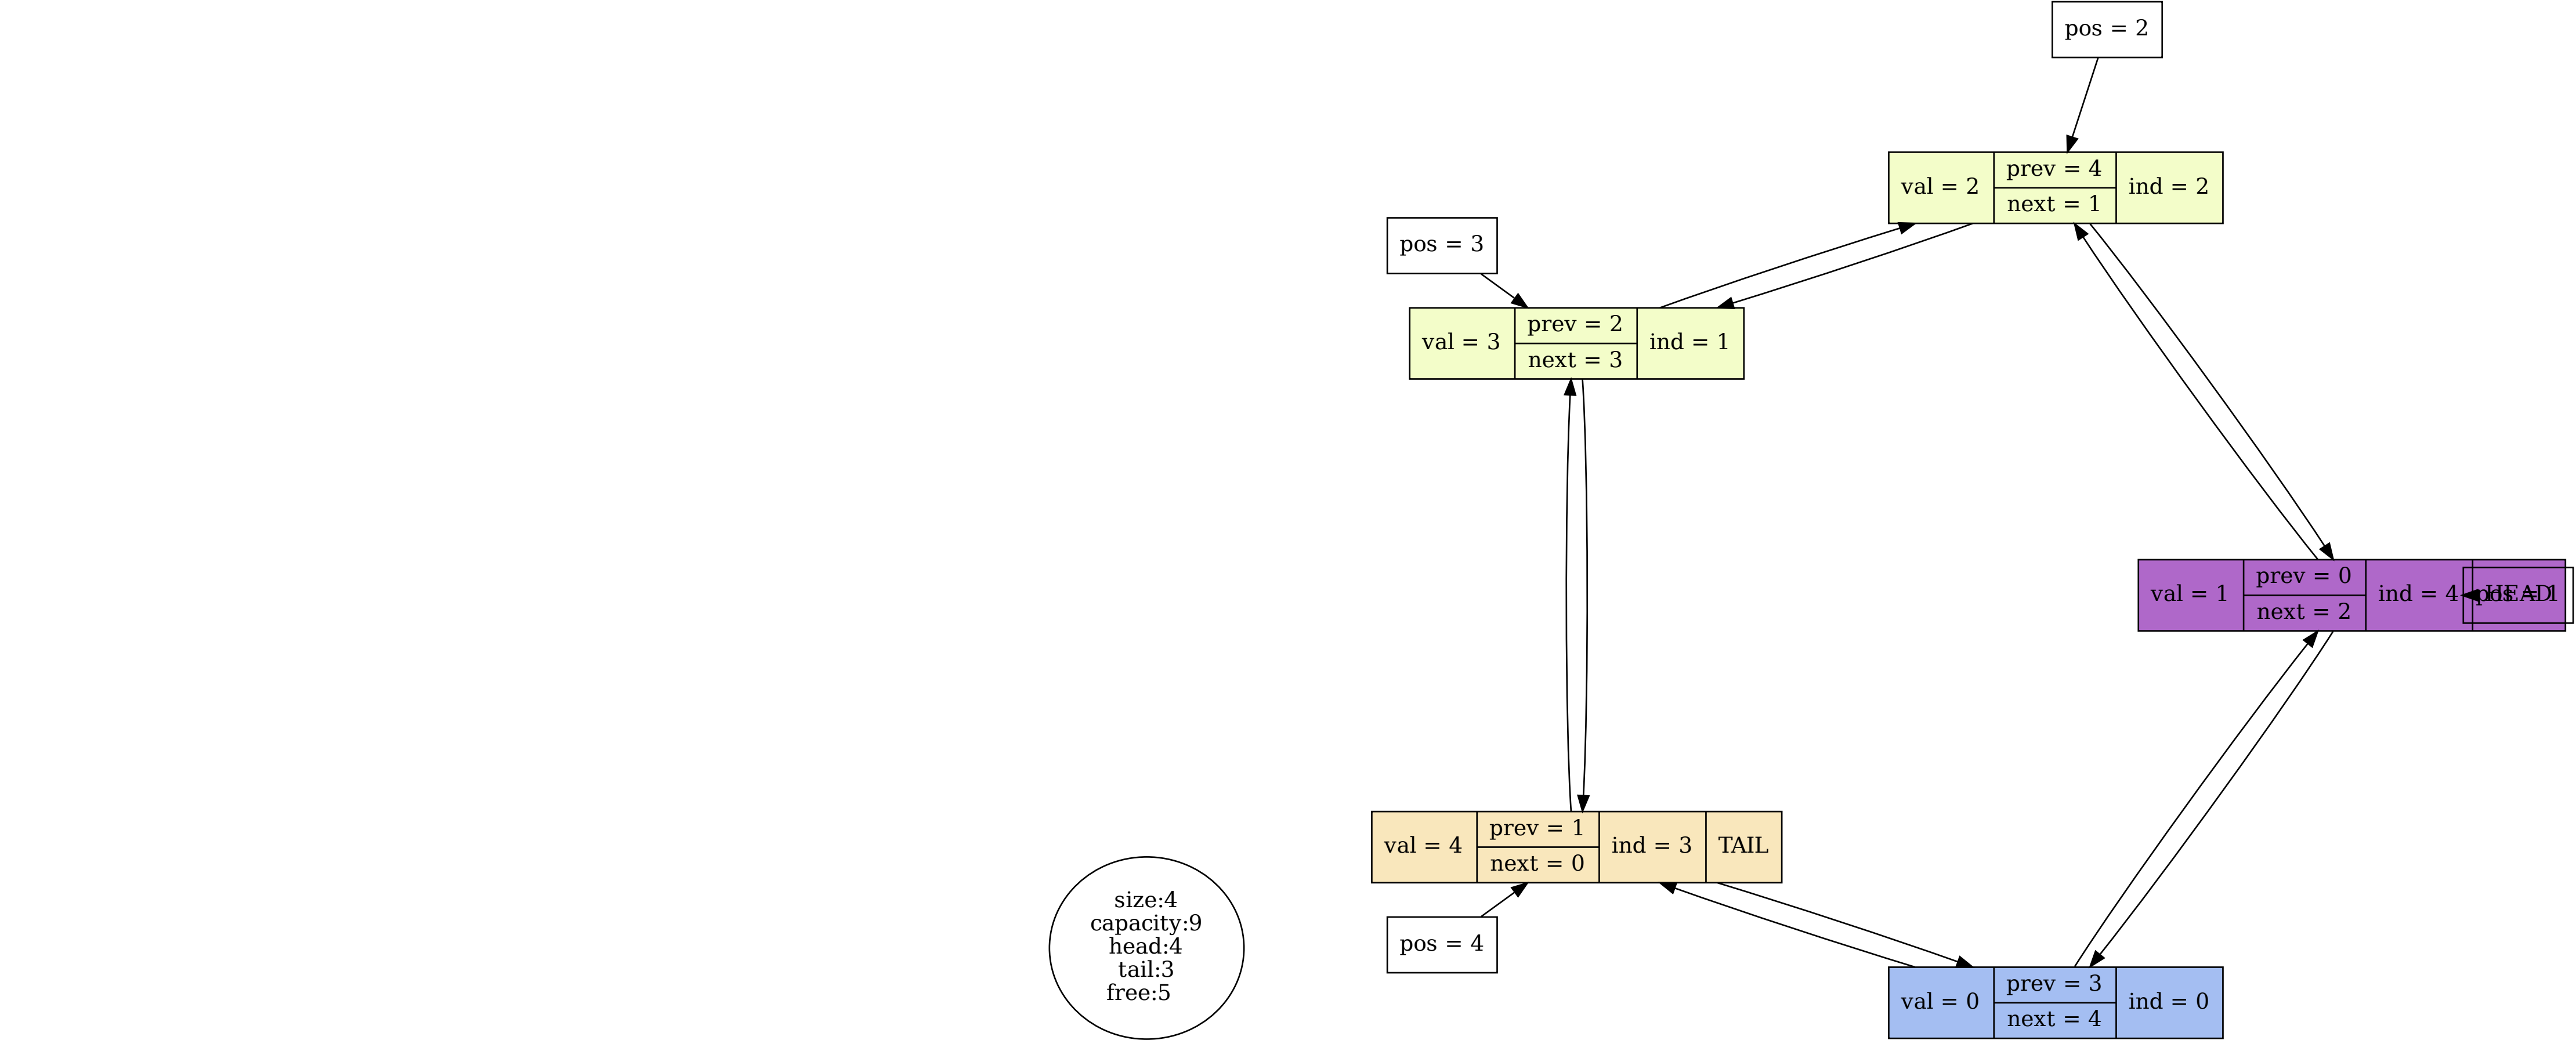 pos = 2
val = 2
prev = 4
next = 1
ind = 2
pos = 3
val = 3
prev = 2
next = 3
ind = 1
val = 1
prev = 0
next = 2
ind = 4
HEAD
pos = 1
val = 4
prev = 1
next = 0
ind = 3
TAIL
pos = 4
size:4
capacity:9
head:4
tail:3
free:5
val = 0
prev = 3
next = 4
ind = 0